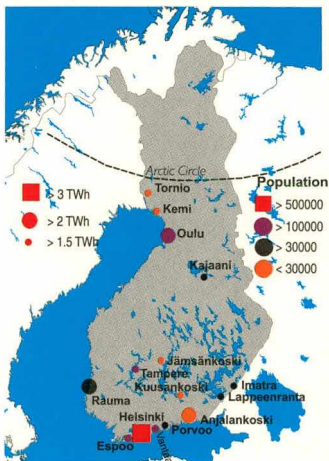 Arctic Circle
Tornio
Kemi
Oulu
Kajaani
> 3 TWh
> 2 TWh
> 1.5 TWh
Population
> 500000
> 100000
> 30000
< 30000
Jämsänkoski
Tampere
Kuusankoski
Imatra
Lappeenranta
Rauma
Anjalankoski
Helsinki
Porvoo
Espoo